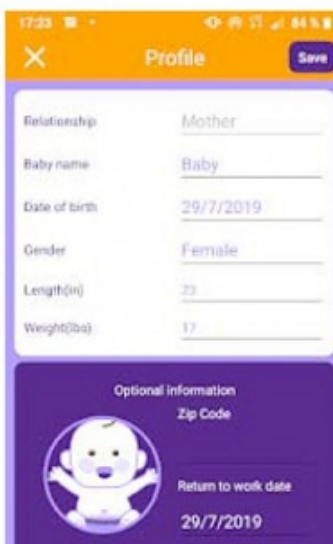 17:23 84%
Profile Save
Relationship Mother
Baby name Baby
Date of birth 29/7/2019
Gender Female
Length(in) 23
Weight(lbs) 17
Optional information
Zip Code
Return to work date
29/7/2019